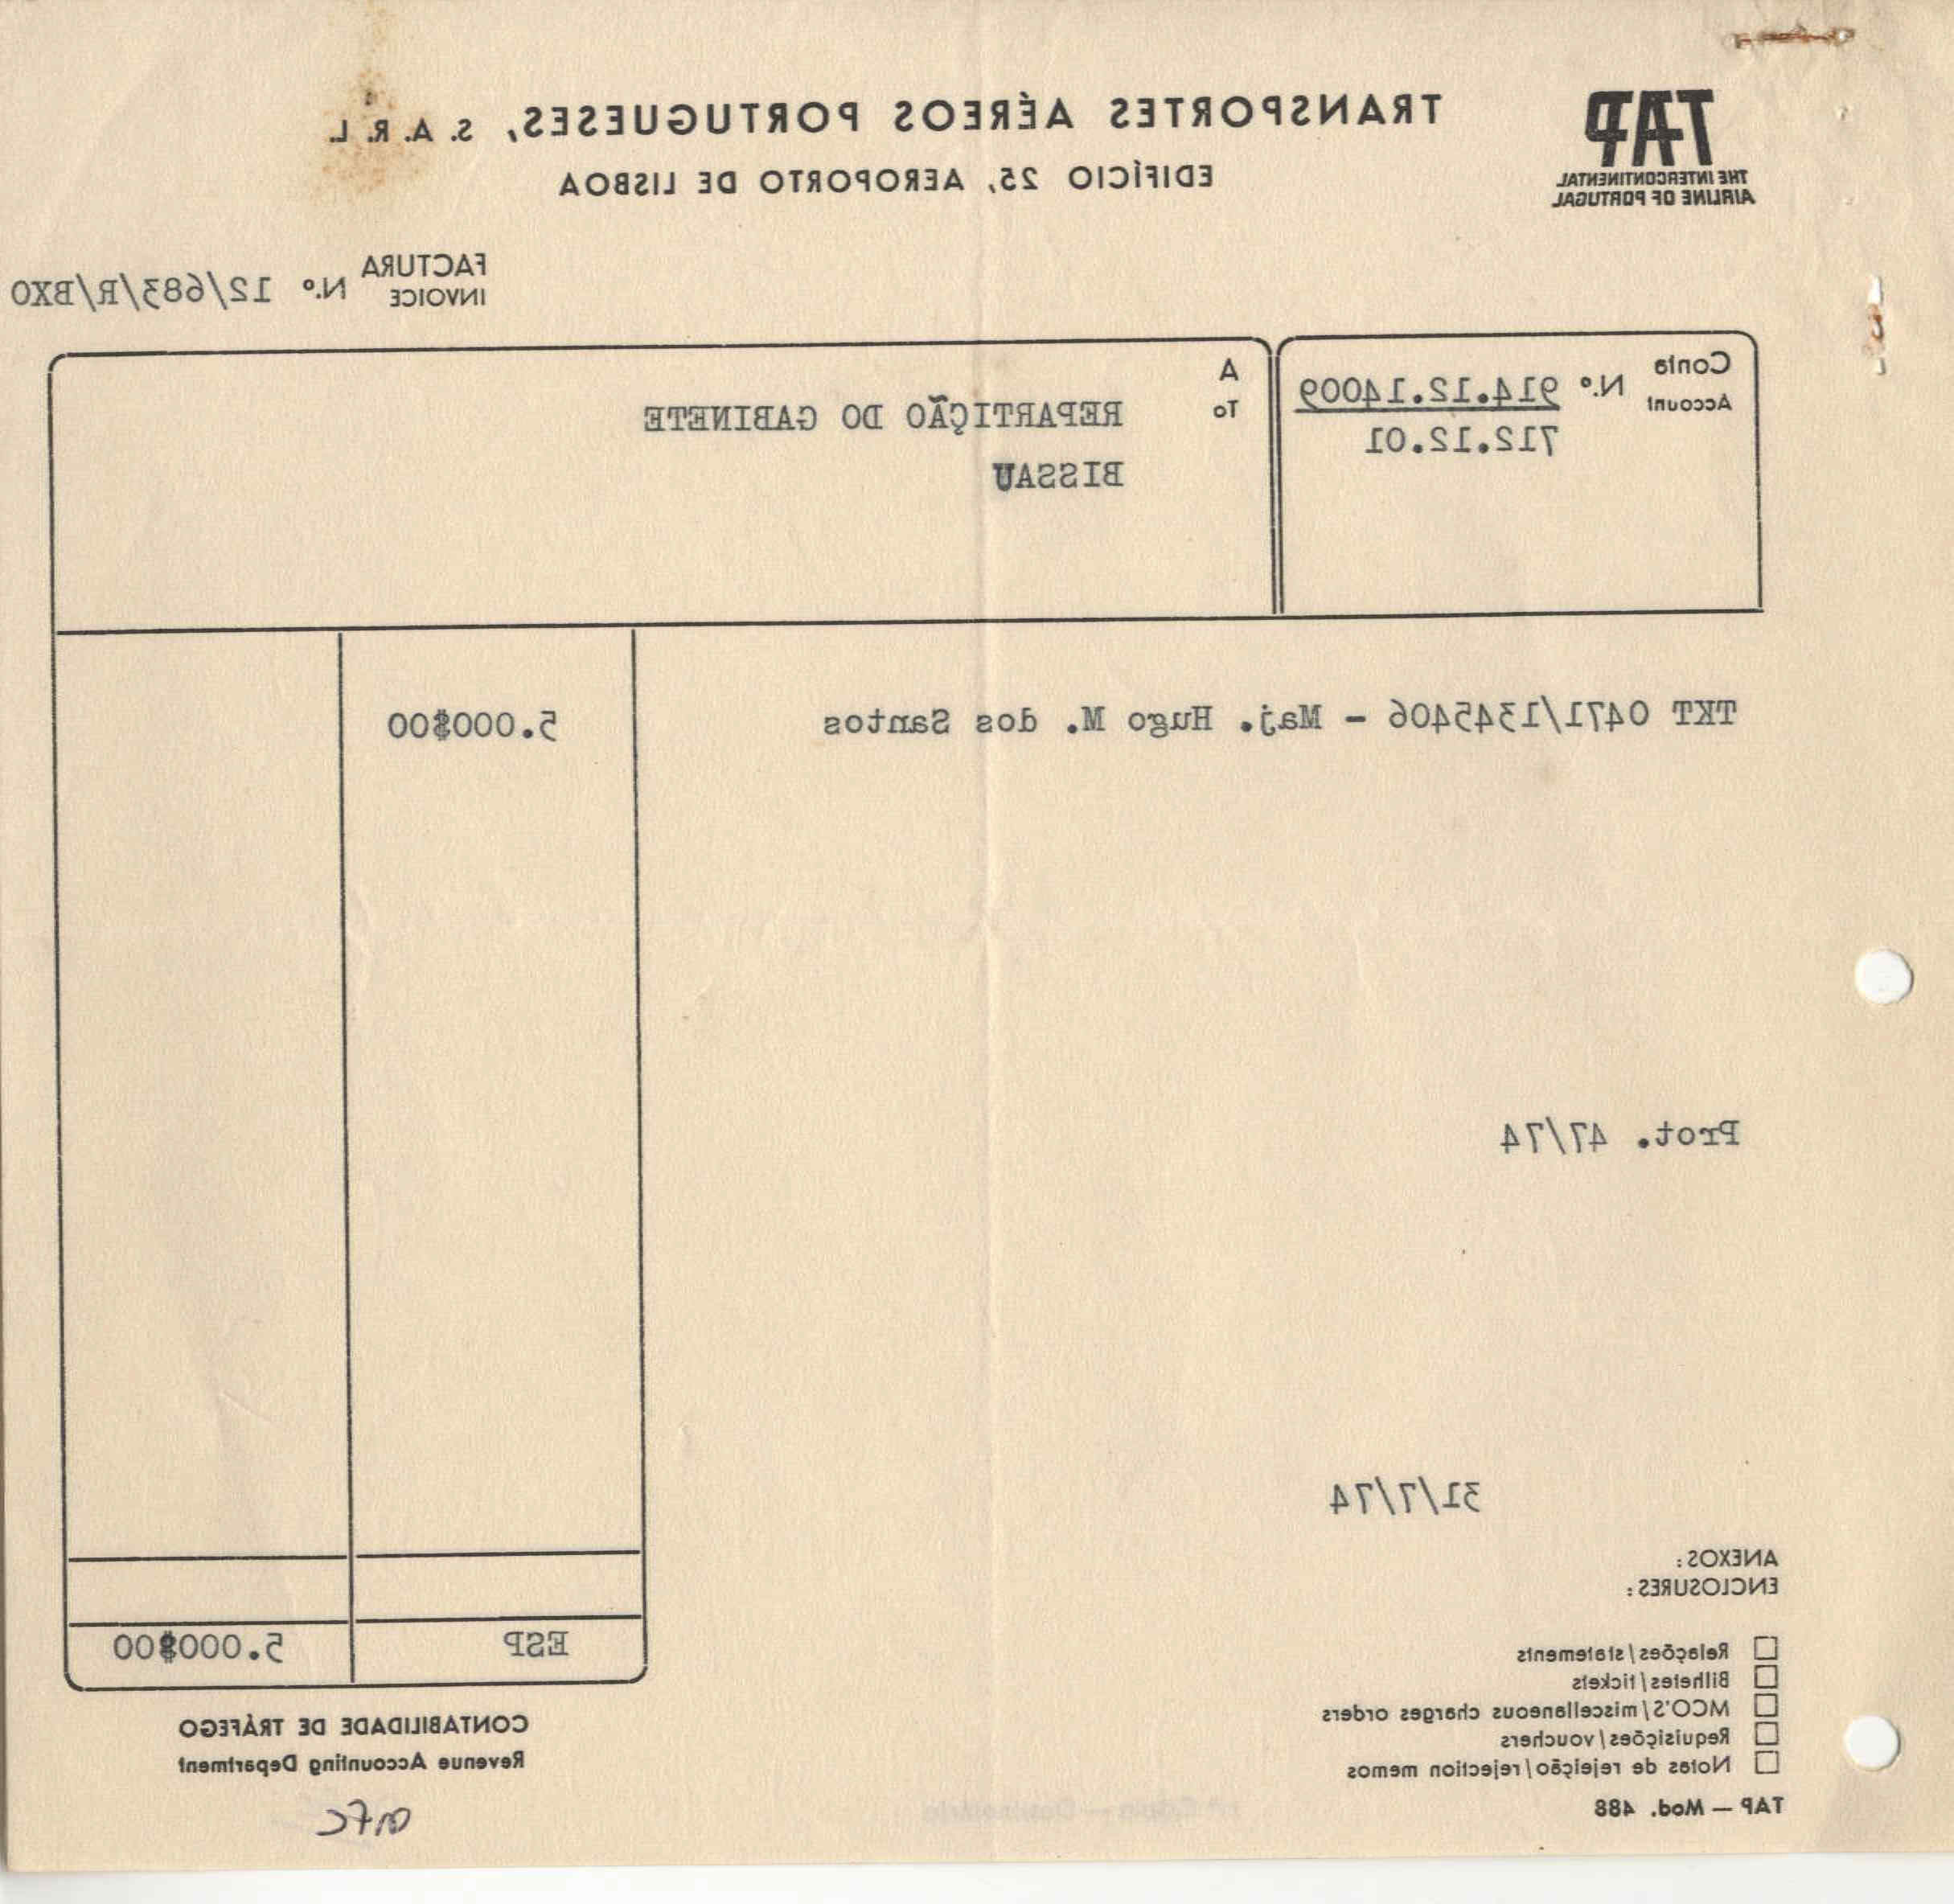 TAP
THE INTERCONTINENTAL
AIRLINE OF PORTUGAL
TRANSPORTES AÉREOS PORTUGUESES, S. A. R. L
EDIFÍCIO 25, AEROPORTO DE LISBOA
FACTURA
INVOICE N.º 12/683/R/BXO
Conta
Account N.º 914.12.14009
712.12.01
A
To
REPARTIÇÃO DO GABINETE
BISSAU
TKT 0471/1345406 - Maj. Hugo M. dos Santos 5.000$00
Prot. 47/74
31/7/74
ANEXOS:
ENCLOSURES:
Relações/statements
Bilhetes/tickets
MCO'S/miscellaneous charges orders
Requisições/vouchers
Notas de rejeição/rejection memos
TAP — Mod. 488
ESP 5.000$00
CONTABILIDADE DE TRÁFEGO
Revenue Accounting Department